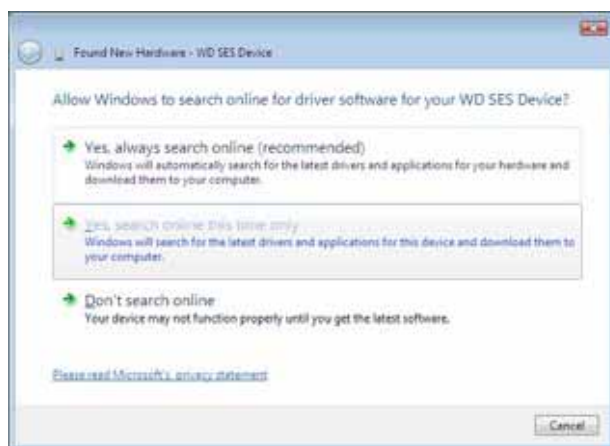 Found New Hardware - WD SES Device
Allow Windows to search online for driver software for your WD SES Device?
Yes, always search online (recommended)
Windows will automatically search for the latest drivers and applications for your hardware and
download them to your computer.
Yes, search online this time only
Windows will search for the latest drivers and applications for this device and download them to
your computer.
Don't search online
Your device may not function properly until you get the latest software.
Please read Microsoft's privacy statement
Cancel